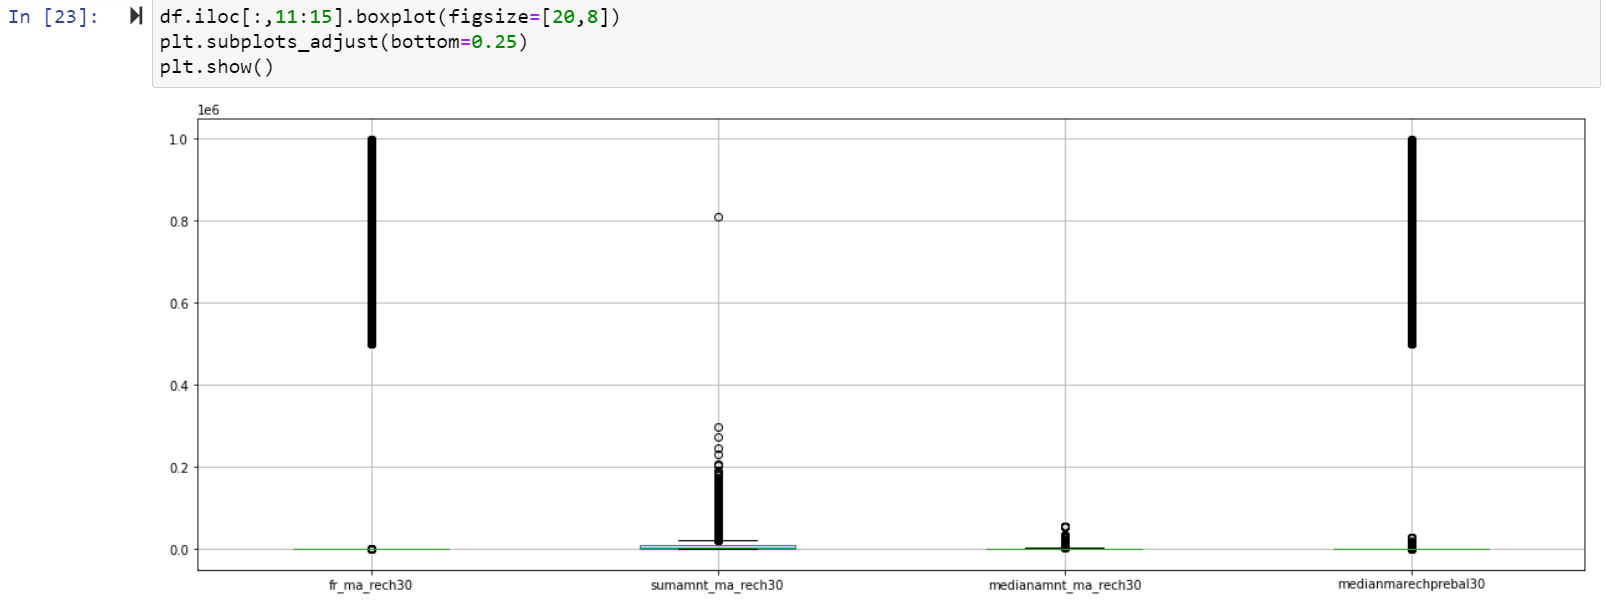 In [23]:
df.iloc[:,11:15].boxplot(figsize=[20,8])
plt.subplots_adjust(bottom=0.25)
plt.show()
1e6
1.0
0.8
0.6
0.4
0.2
0.0
fr_ma_rech30 sumamnt_ma_rech30 medianamnt_ma_rech30 medianmarechprebal30